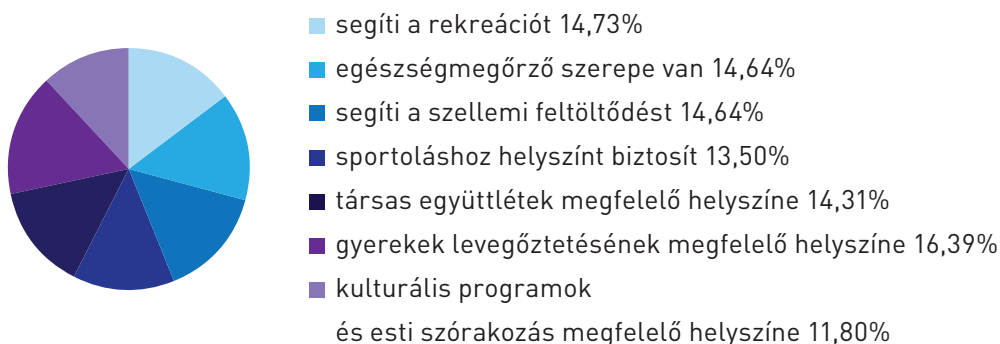 segíti a rekreációt 14,73%
egészségmegőrző szerepe van 14,64%
segíti a szellemi feltöltődést 14,64%
sportoláshoz helyszínt biztosít 13,50%
társas együttlétek megfelelő helyszíne 14,31%
gyerekek levegőztetésének megfelelő helyszíne 16,39%
kulturális programok
és esti szórakozás megfelelő helyszíne 11,80%